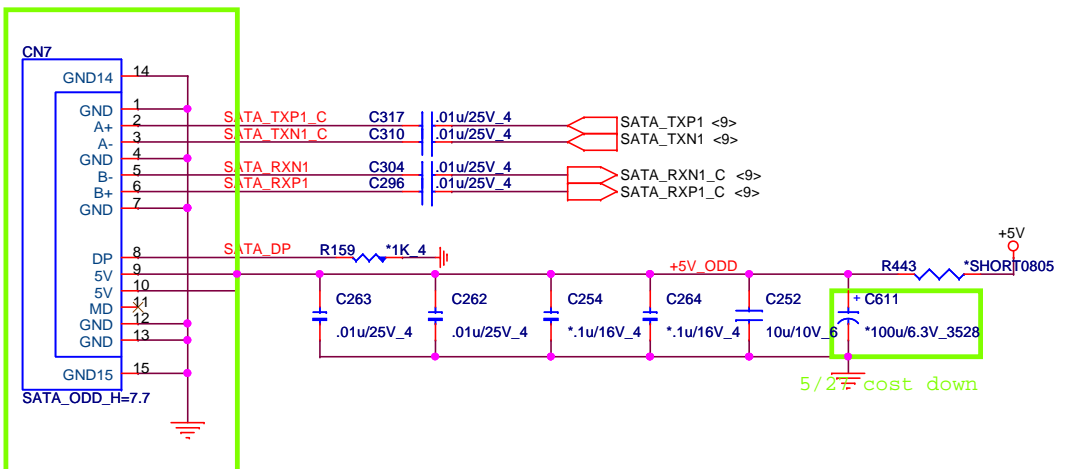 CN7
GND14 14
GND 1
A+ 2 SATA_TXP1_C C317 .01u/25V_4 SATA_TXP1 <9>
A- 3 SATA_TXN1_C C310 .01u/25V_4 SATA_TXN1 <9>
GND 4
B- 5 SATA_RXN1 C304 .01u/25V_4 SATA_RXN1_C <9>
B+ 6 SATA_RXP1 C296 .01u/25V_4 SATA_RXP1_C <9>
GND 7
+5V
DP 8 SATA_DP R159 *1K_4
5V 9 +5V_ODD R443 *SHORT0805
5V 10
MD 11
GND 12
GND 13
GND15 15
SATA_ODD_H=7.7
C263 C262 C254 C264 C252 + C611
.01u/25V_4 .01u/25V_4 *.1u/16V_4 *.1u/16V_4 10u/10V_6 *100u/6.3V_3528
5/27 cost down